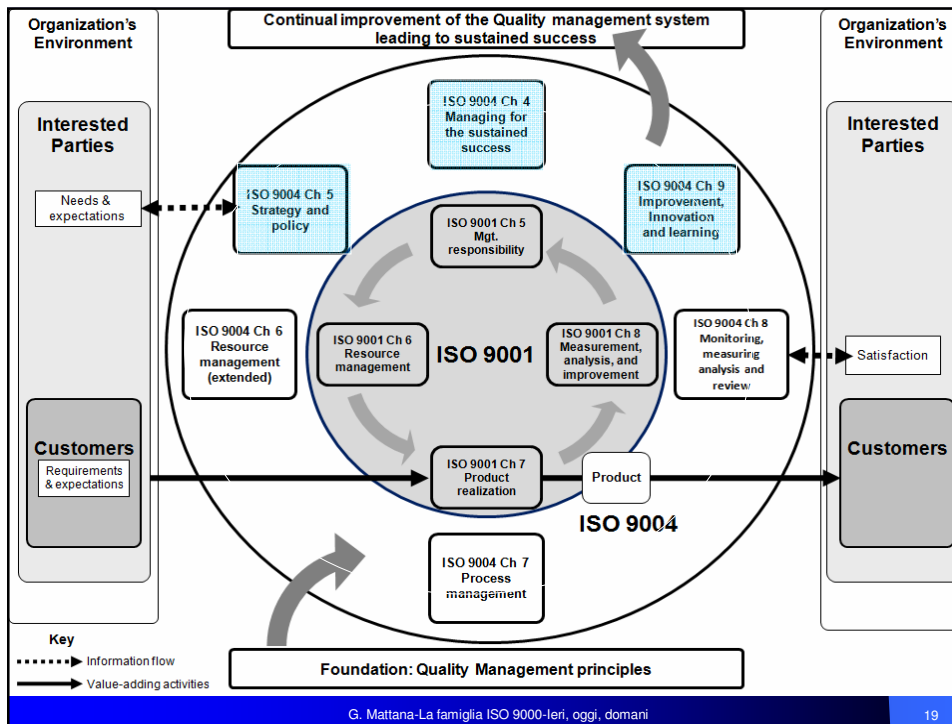 Continual improvement of the Quality management system
leading to sustained success
Organization's
Environment
Interested
Parties
Needs &
expectations
Customers
Requirements
& expectations
ISO 9004 Ch 4
Managing for
the sustained
success
ISO 9004 Ch 5
Strategy and
policy
ISO 9004 Ch 9
Improvement,
Innovation
and learning
ISO 9001 Ch 5
Mgt.
responsibility
ISO 9004 Ch 6
Resource
management
(extended)
ISO 9001 Ch 6
Resource
management
ISO 9001
ISO 9001 Ch 8
Measurement,
analysis, and
improvement
ISO 9004 Ch 8
Monitoring,
measuring
analysis and
review
ISO 9001 Ch 7
Product
realization
Product
ISO 9004
ISO 9004 Ch 7
Process
management
Organization's
Environment
Interested
Parties
Satisfaction
Customers
Key
Information flow
Value-adding activities
Foundation: Quality Management principles
G. Mattana-La famiglia ISO 9000-Ieri, oggi, domani
19